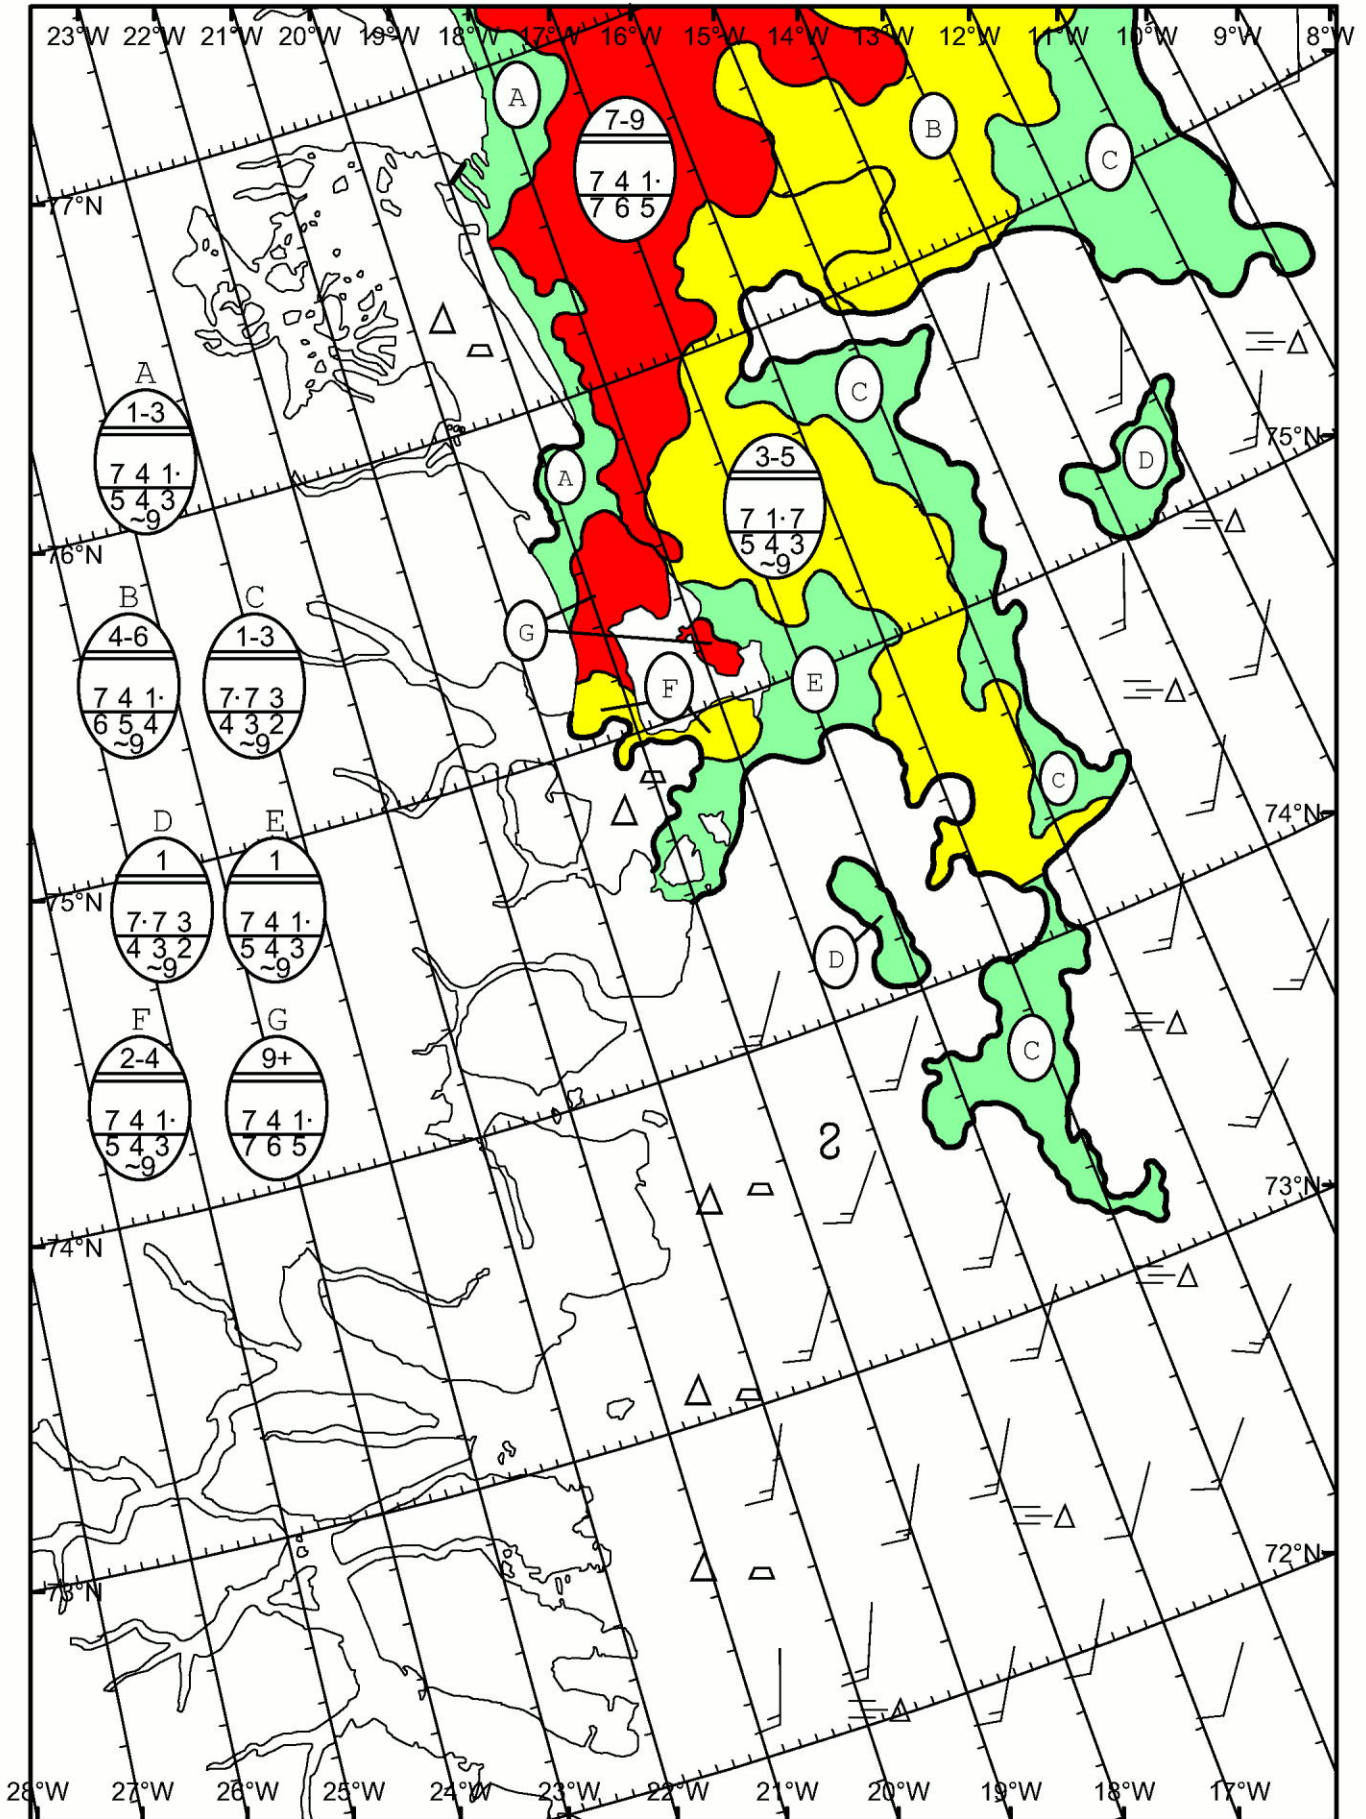 23°W 22°W 21°W 20°W 19°W 18°W 17°W 16°W 15°W 14°W 13°W 12°W 11°W 10°W 9°W 8°W
A
7-9
7 4 1·
7 6 5
B
C
77°N
A
1-3
7 4 1·
5 4 3
~9
C
75°N
3-5
7 1·7
5 4 3
~9
A
D
76°N
B
4-6
7 4 1·
6 5 4
~9
C
1-3
7·7 3
4 3 2
~9
G
F
E
C
74°N
D
1
7·7 3
4 3 2
~9
E
1
7 4 1·
5 4 3
~9
75°N
D
F
2-4
7 4 1·
5 4 3
~9
G
9+
7 4 1·
7 6 5
C
73°N
74°N
72°N
73°N
28°W 27°W 26°W 25°W 24°W 23°W 22°W 21°W 20°W 19°W 18°W 17°W